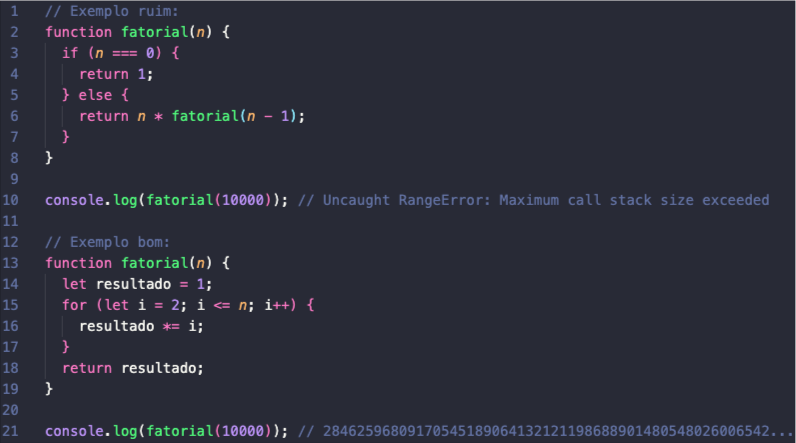 1 // Exemplo ruim:
2 function fatorial(n) {
3   if (n === 0) {
4     return 1;
5   } else {
6     return n * fatorial(n - 1);
7   }
8 }
9
10 console.log(fatorial(10000)); // Uncaught RangeError: Maximum call stack size exceeded
11
12 // Exemplo bom:
13 function fatorial(n) {
14   let resultado = 1;
15   for (let i = 2; i <= n; i++) {
16     resultado *= i;
17   }
18   return resultado;
19 }
20
21 console.log(fatorial(10000)); // 28462596809170545189064132121198688901480548026006542...